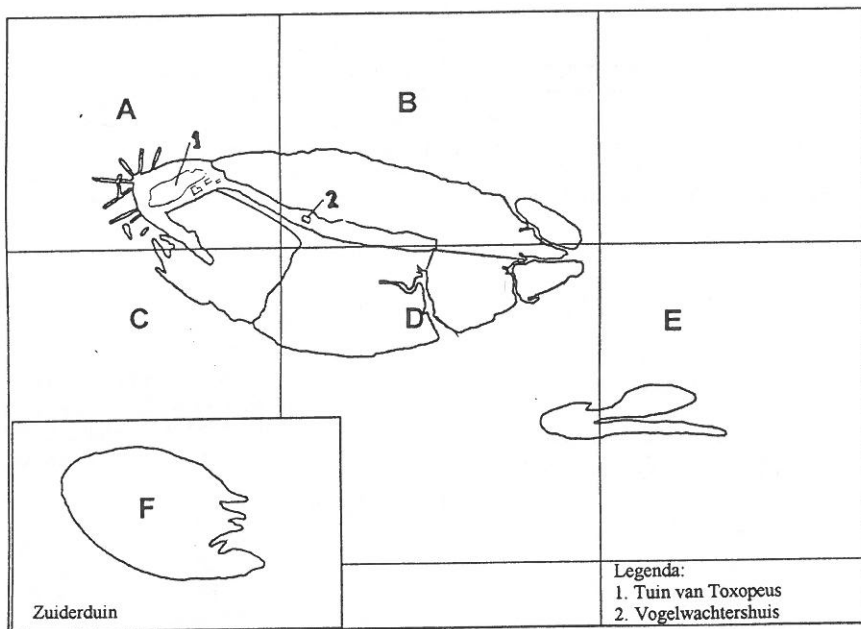 A
B
1
2
C
D
E
F
Zuiderduin
Legenda:
1. Tuin van Toxopeus
2. Vogelwachtershuis